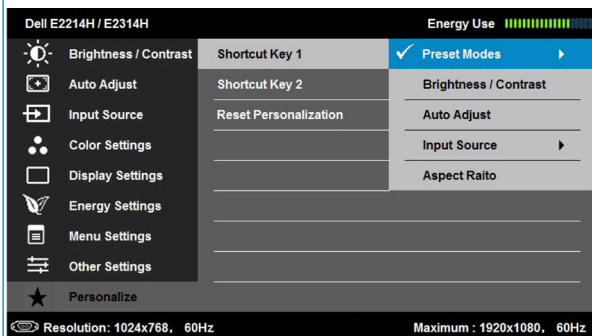 Dell E2214H / E2314H Energy Use
Brightness / Contrast Shortcut Key 1 Preset Modes
Auto Adjust Shortcut Key 2 Brightness / Contrast
Input Source Reset Personalization Auto Adjust
Color Settings Input Source
Display Settings Aspect Raito
Energy Settings
Menu Settings
Other Settings
Personalize
Resolution: 1024x768, 60Hz Maximum : 1920x1080, 60Hz